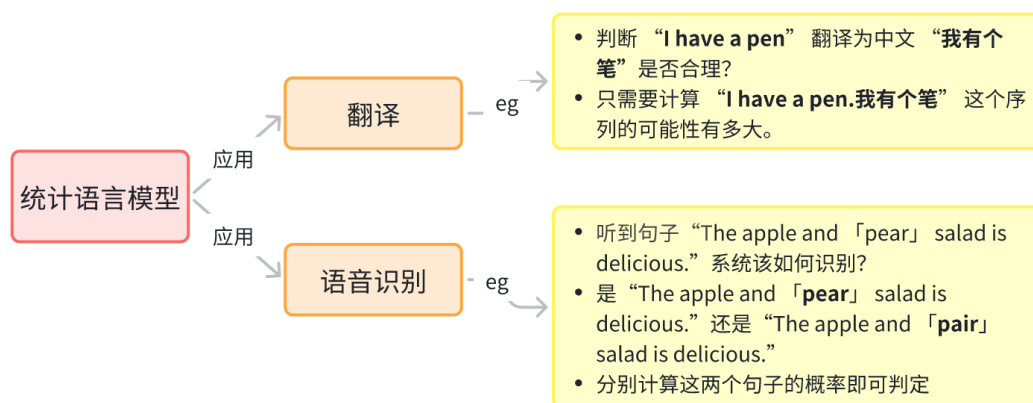 统计语言模型
应用
应用
翻译
语音识别
eg
eg
• 判断 “I have a pen” 翻译为中文 “我有个
笔”是否合理?
• 只需要计算 “I have a pen.我有个笔” 这个序
列的可能性有多大。
• 听到句子“The apple and 「pear」 salad is
delicious.”系统该如何识别?
• 是“The apple and 「pear」 salad is
delicious.”还是“The apple and 「pair」
salad is delicious.”
• 分别计算这两个句子的概率即可判定